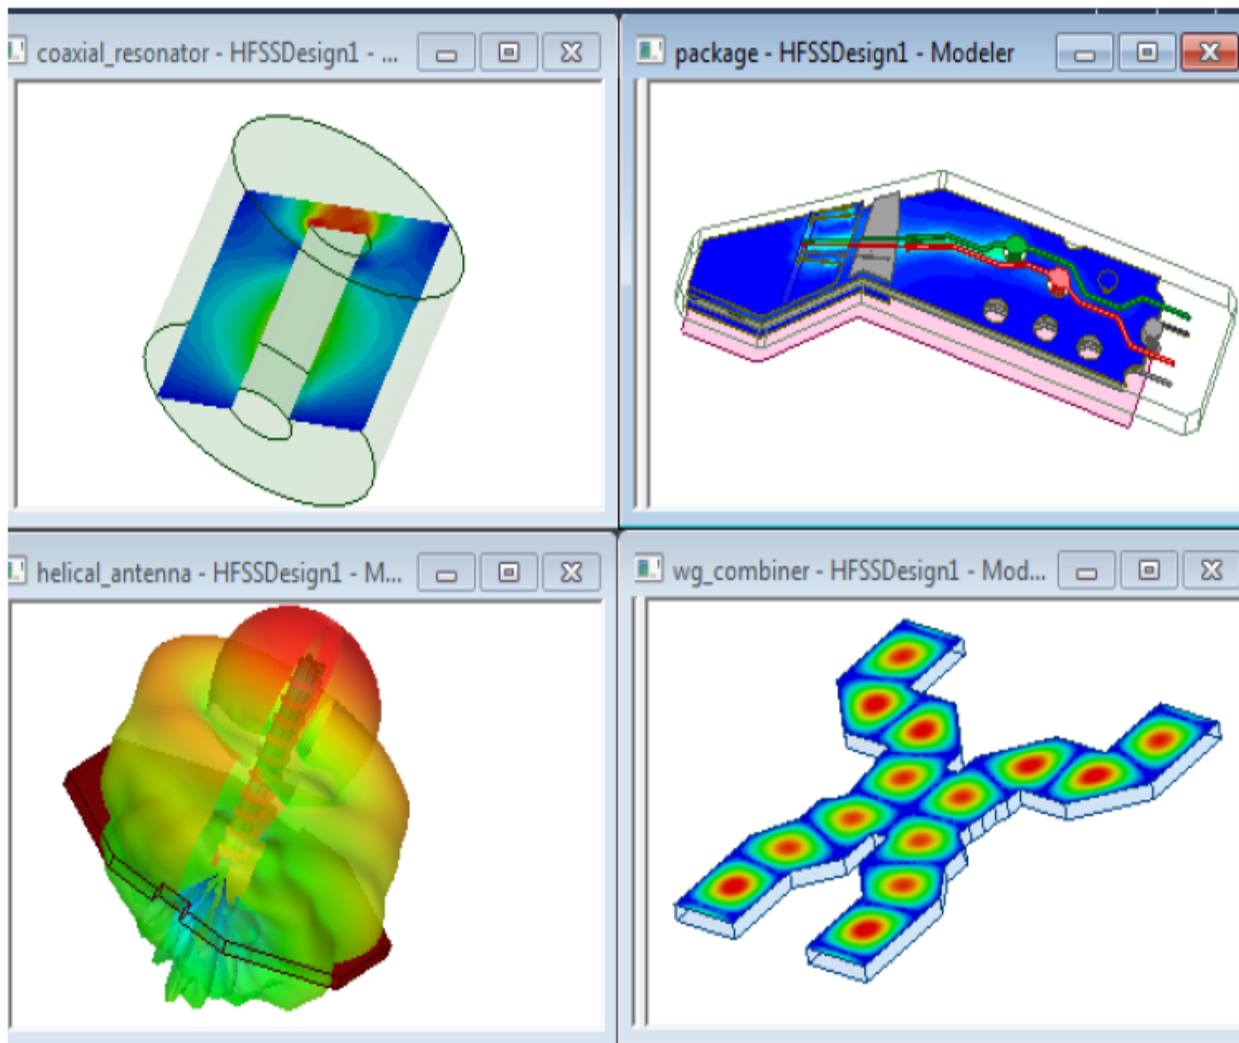 coaxial_resonator - HFSSDesign1 - ...
package - HFSSDesign1 - Modeler
helical_antenna - HFSSDesign1 - M...
wg_combiner - HFSSDesign1 - Mod...